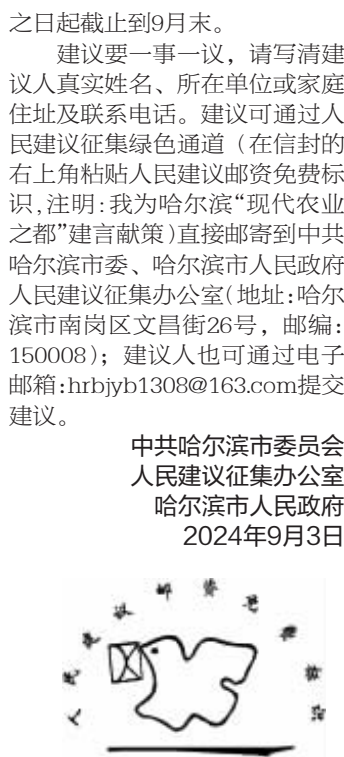 之日起截止到9月末。
建议要一事一议，请写清建
议人真实姓名、所在单位或家庭
住址及联系电话。建议可通过人
民建议征集绿色通道（在信封的
右上角粘贴人民建议邮资免费标
识，注明：我为哈尔滨“现代农业
之都”建言献策）直接邮寄到中共
哈尔滨市委、哈尔滨市人民政府
人民建议征集办公室（地址：哈尔
滨市南岗区文昌街26号，邮编：
150008）；建议人也可通过电子
邮箱：hrbjyb1308@163.com提交
建议。
中共哈尔滨市委员会
人民建议征集办公室
哈尔滨市人民政府
2024年9月3日
人民建议邮资免费标识